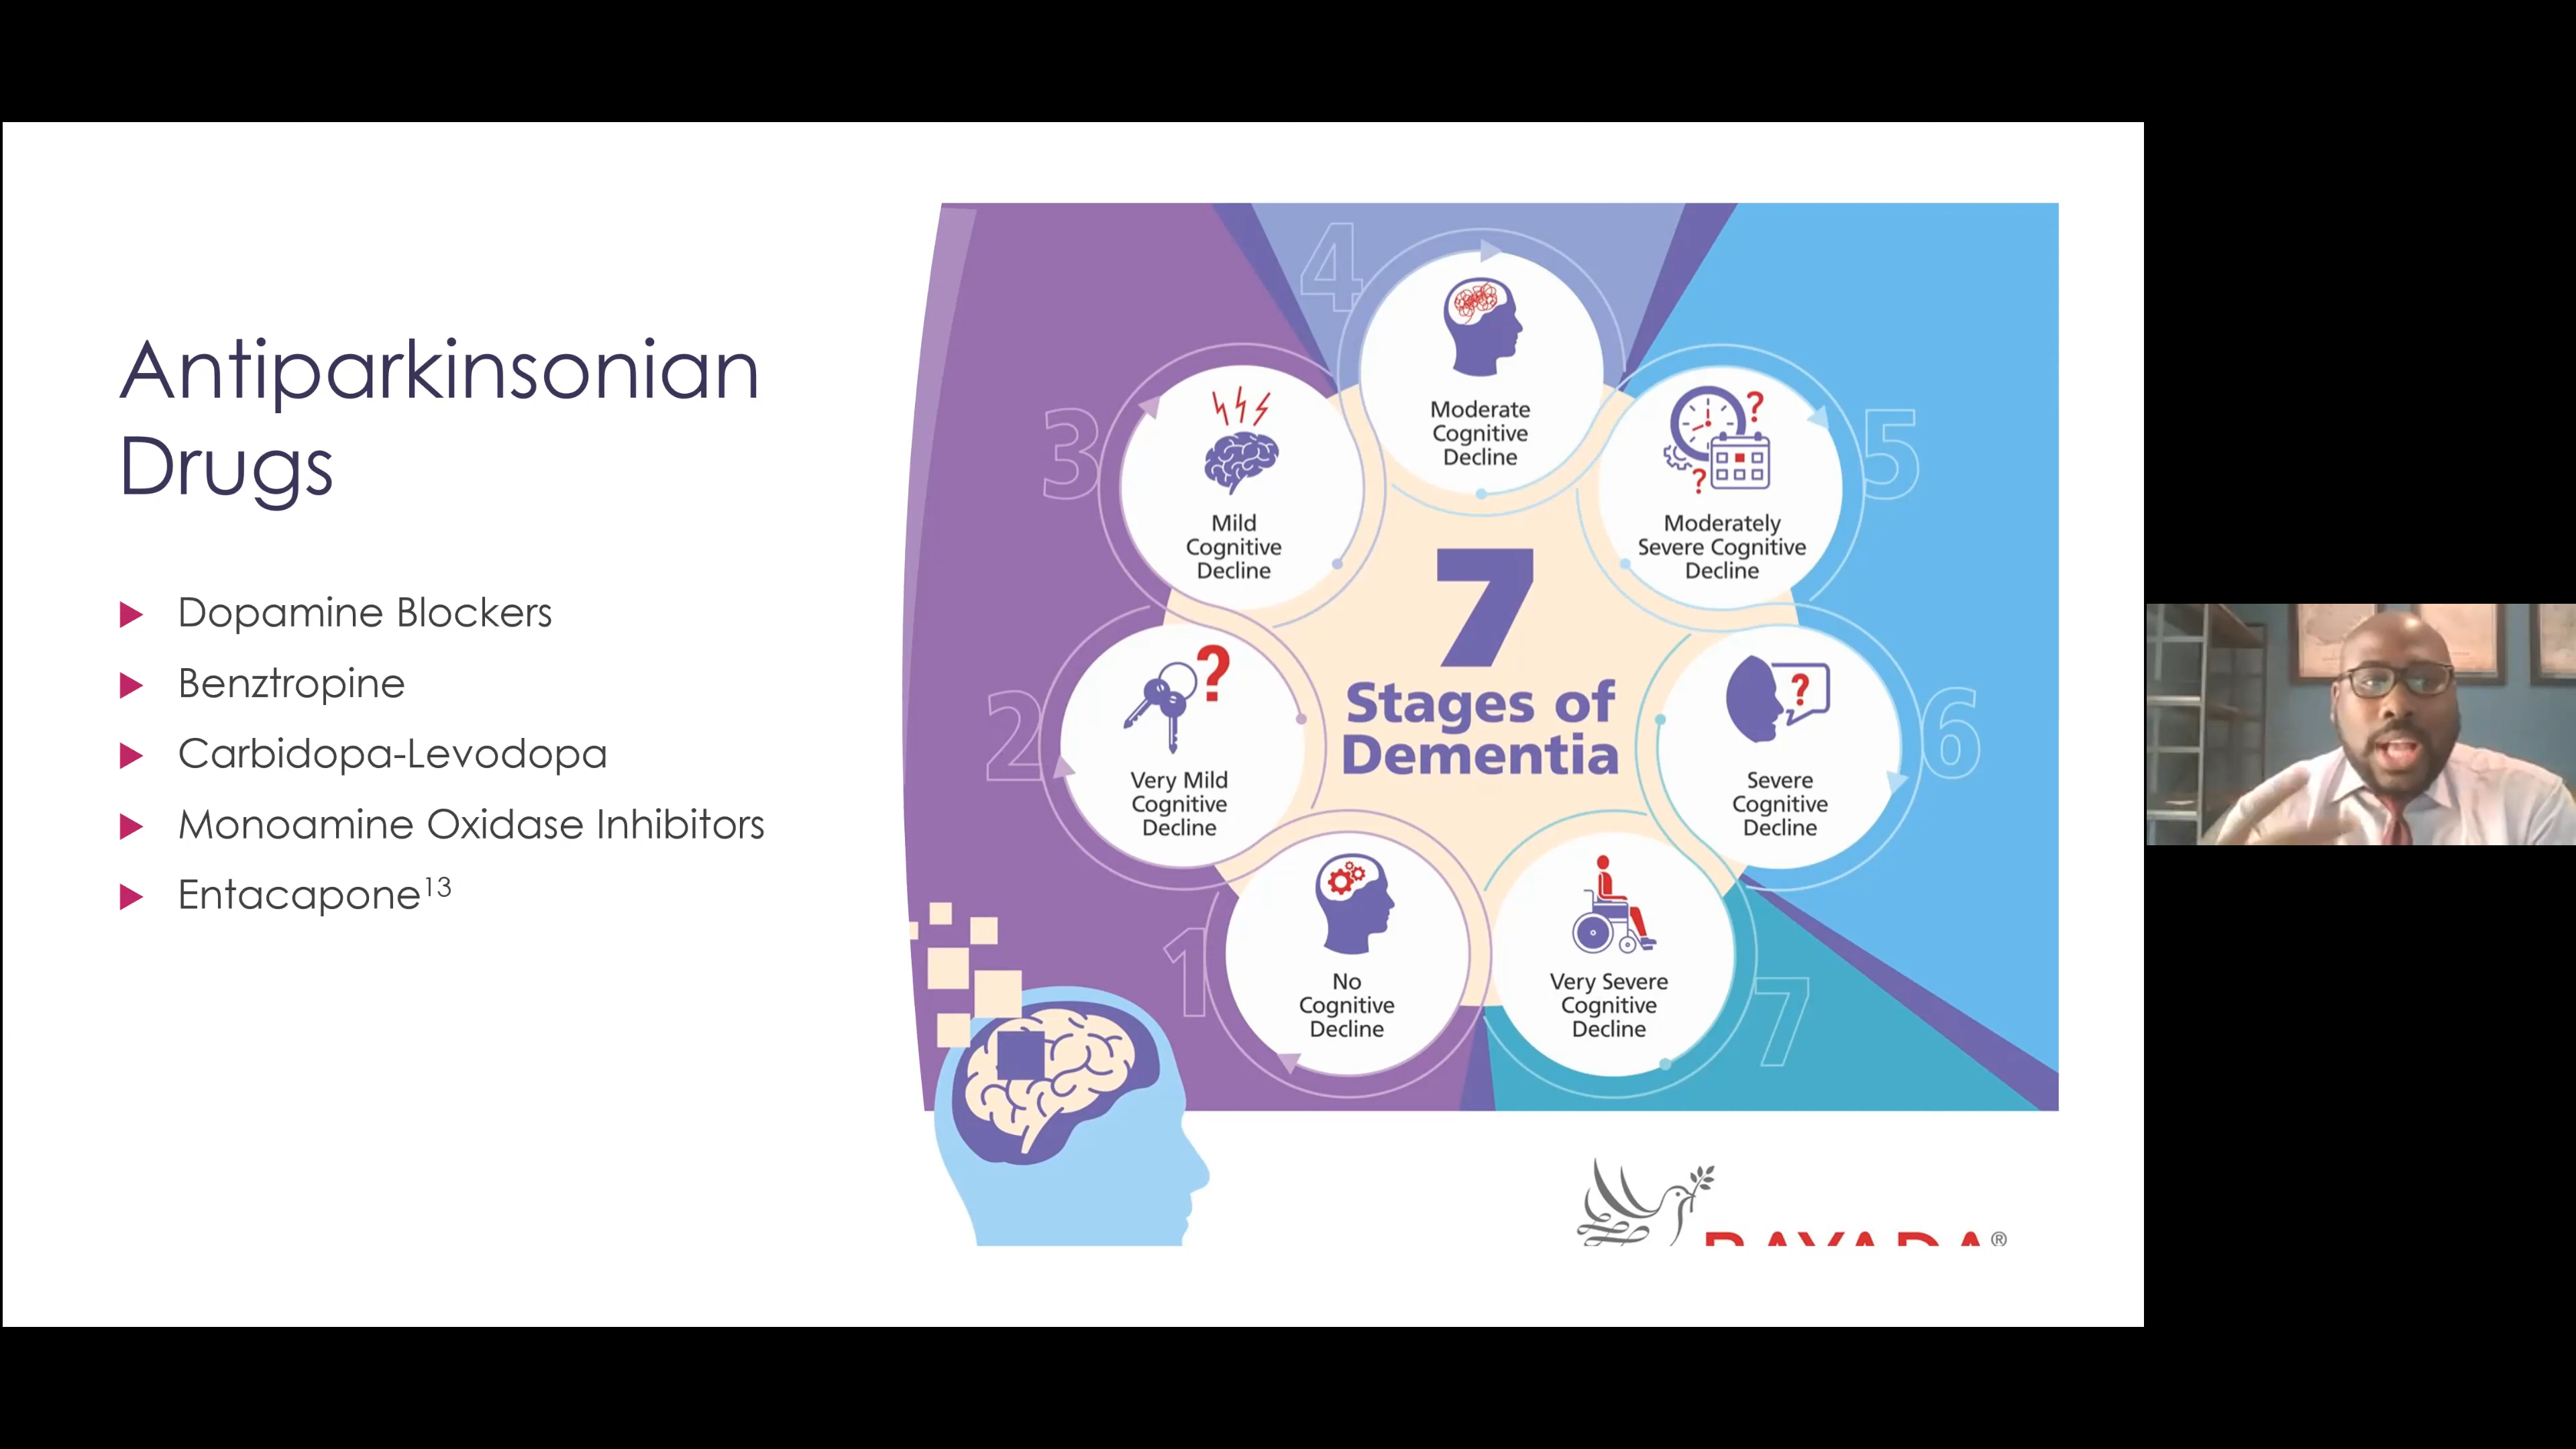 Antiparkinsonian
Drugs
Dopamine Blockers
Benztropine
Carbidopa-Levodopa
Monoamine Oxidase Inhibitors
Entacapone¹³
7
Stages of
Dementia
1
No
Cognitive
Decline
2
Very Mild
Cognitive
Decline
?
3
Mild
Cognitive
Decline
4
Moderate
Cognitive
Decline
5
?
?
Moderately
Severe Cognitive
Decline
6
?
Severe
Cognitive
Decline
7
Very Severe
Cognitive
Decline
BAYADA®